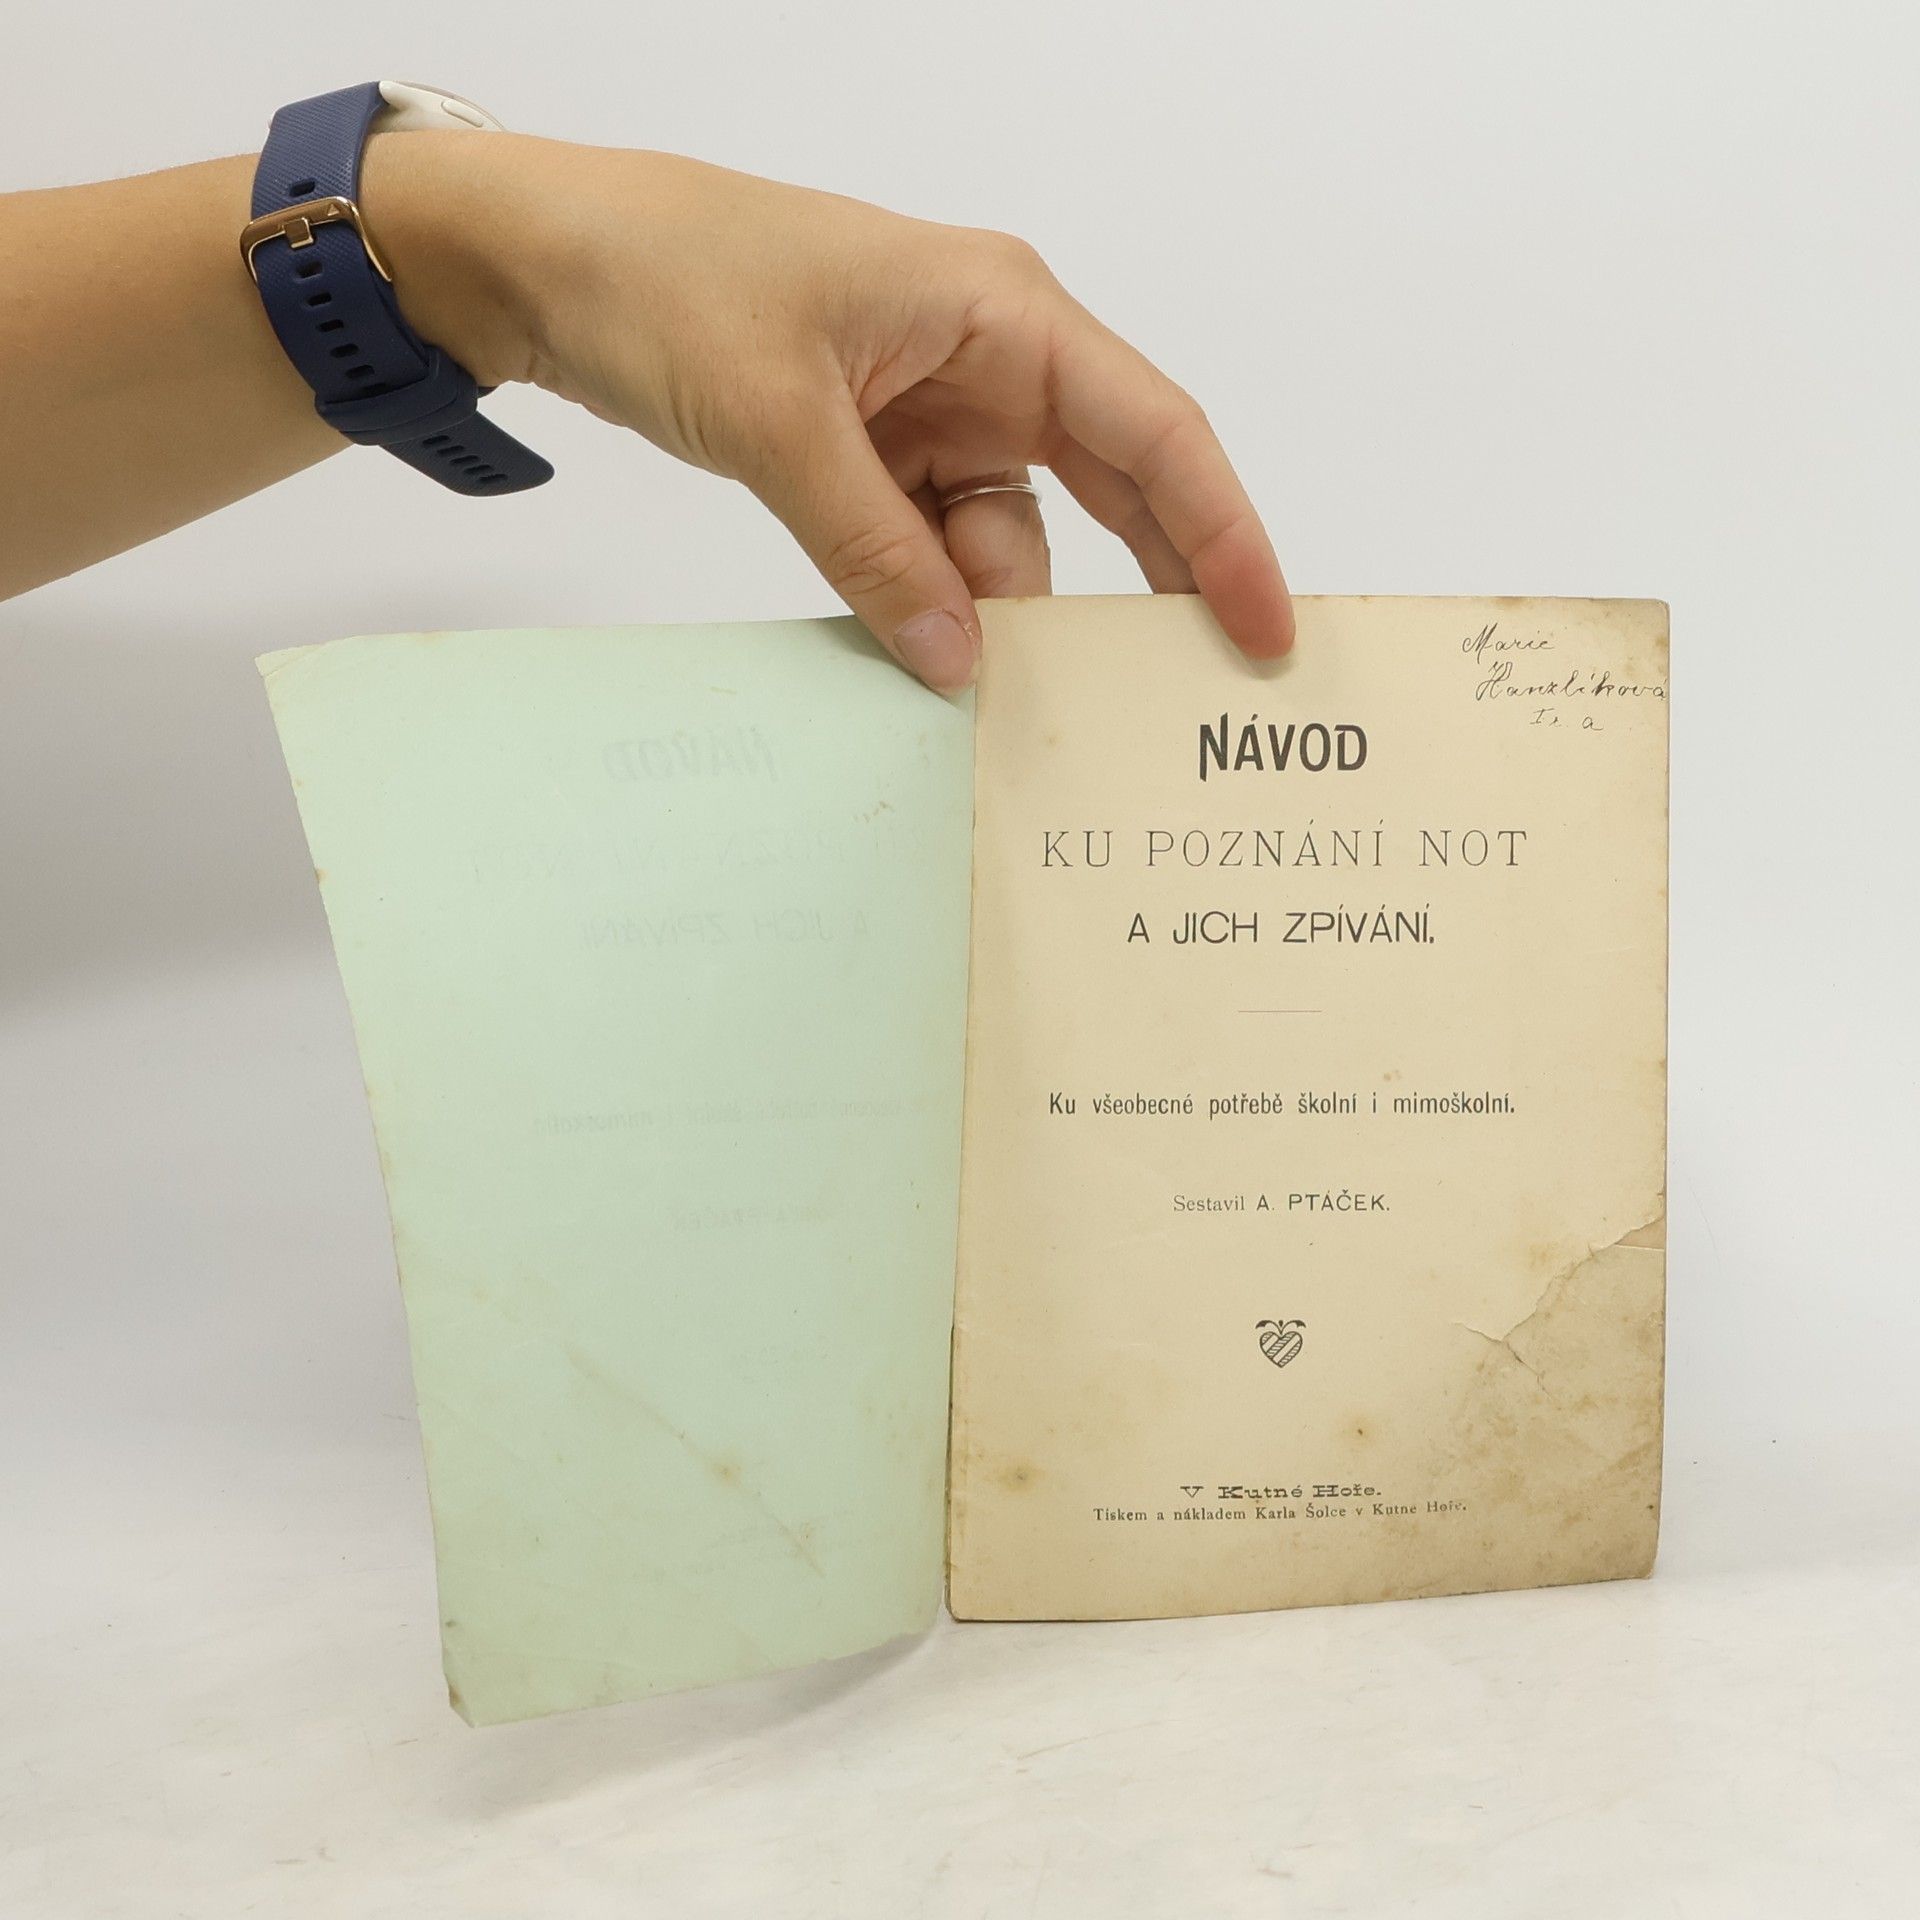 Marie
Hanzlíková
I. a
NÁVOD
KU POZNÁNÍ NOT
A JICH ZPÍVÁNÍ.
Ku všeobecné potřebě školní i mimoškolní.
Sestavil A. PTÁČEK.
V Kutné Hoře.
Tiskem a nákladem Karla Šolce v Kutné Hoře.